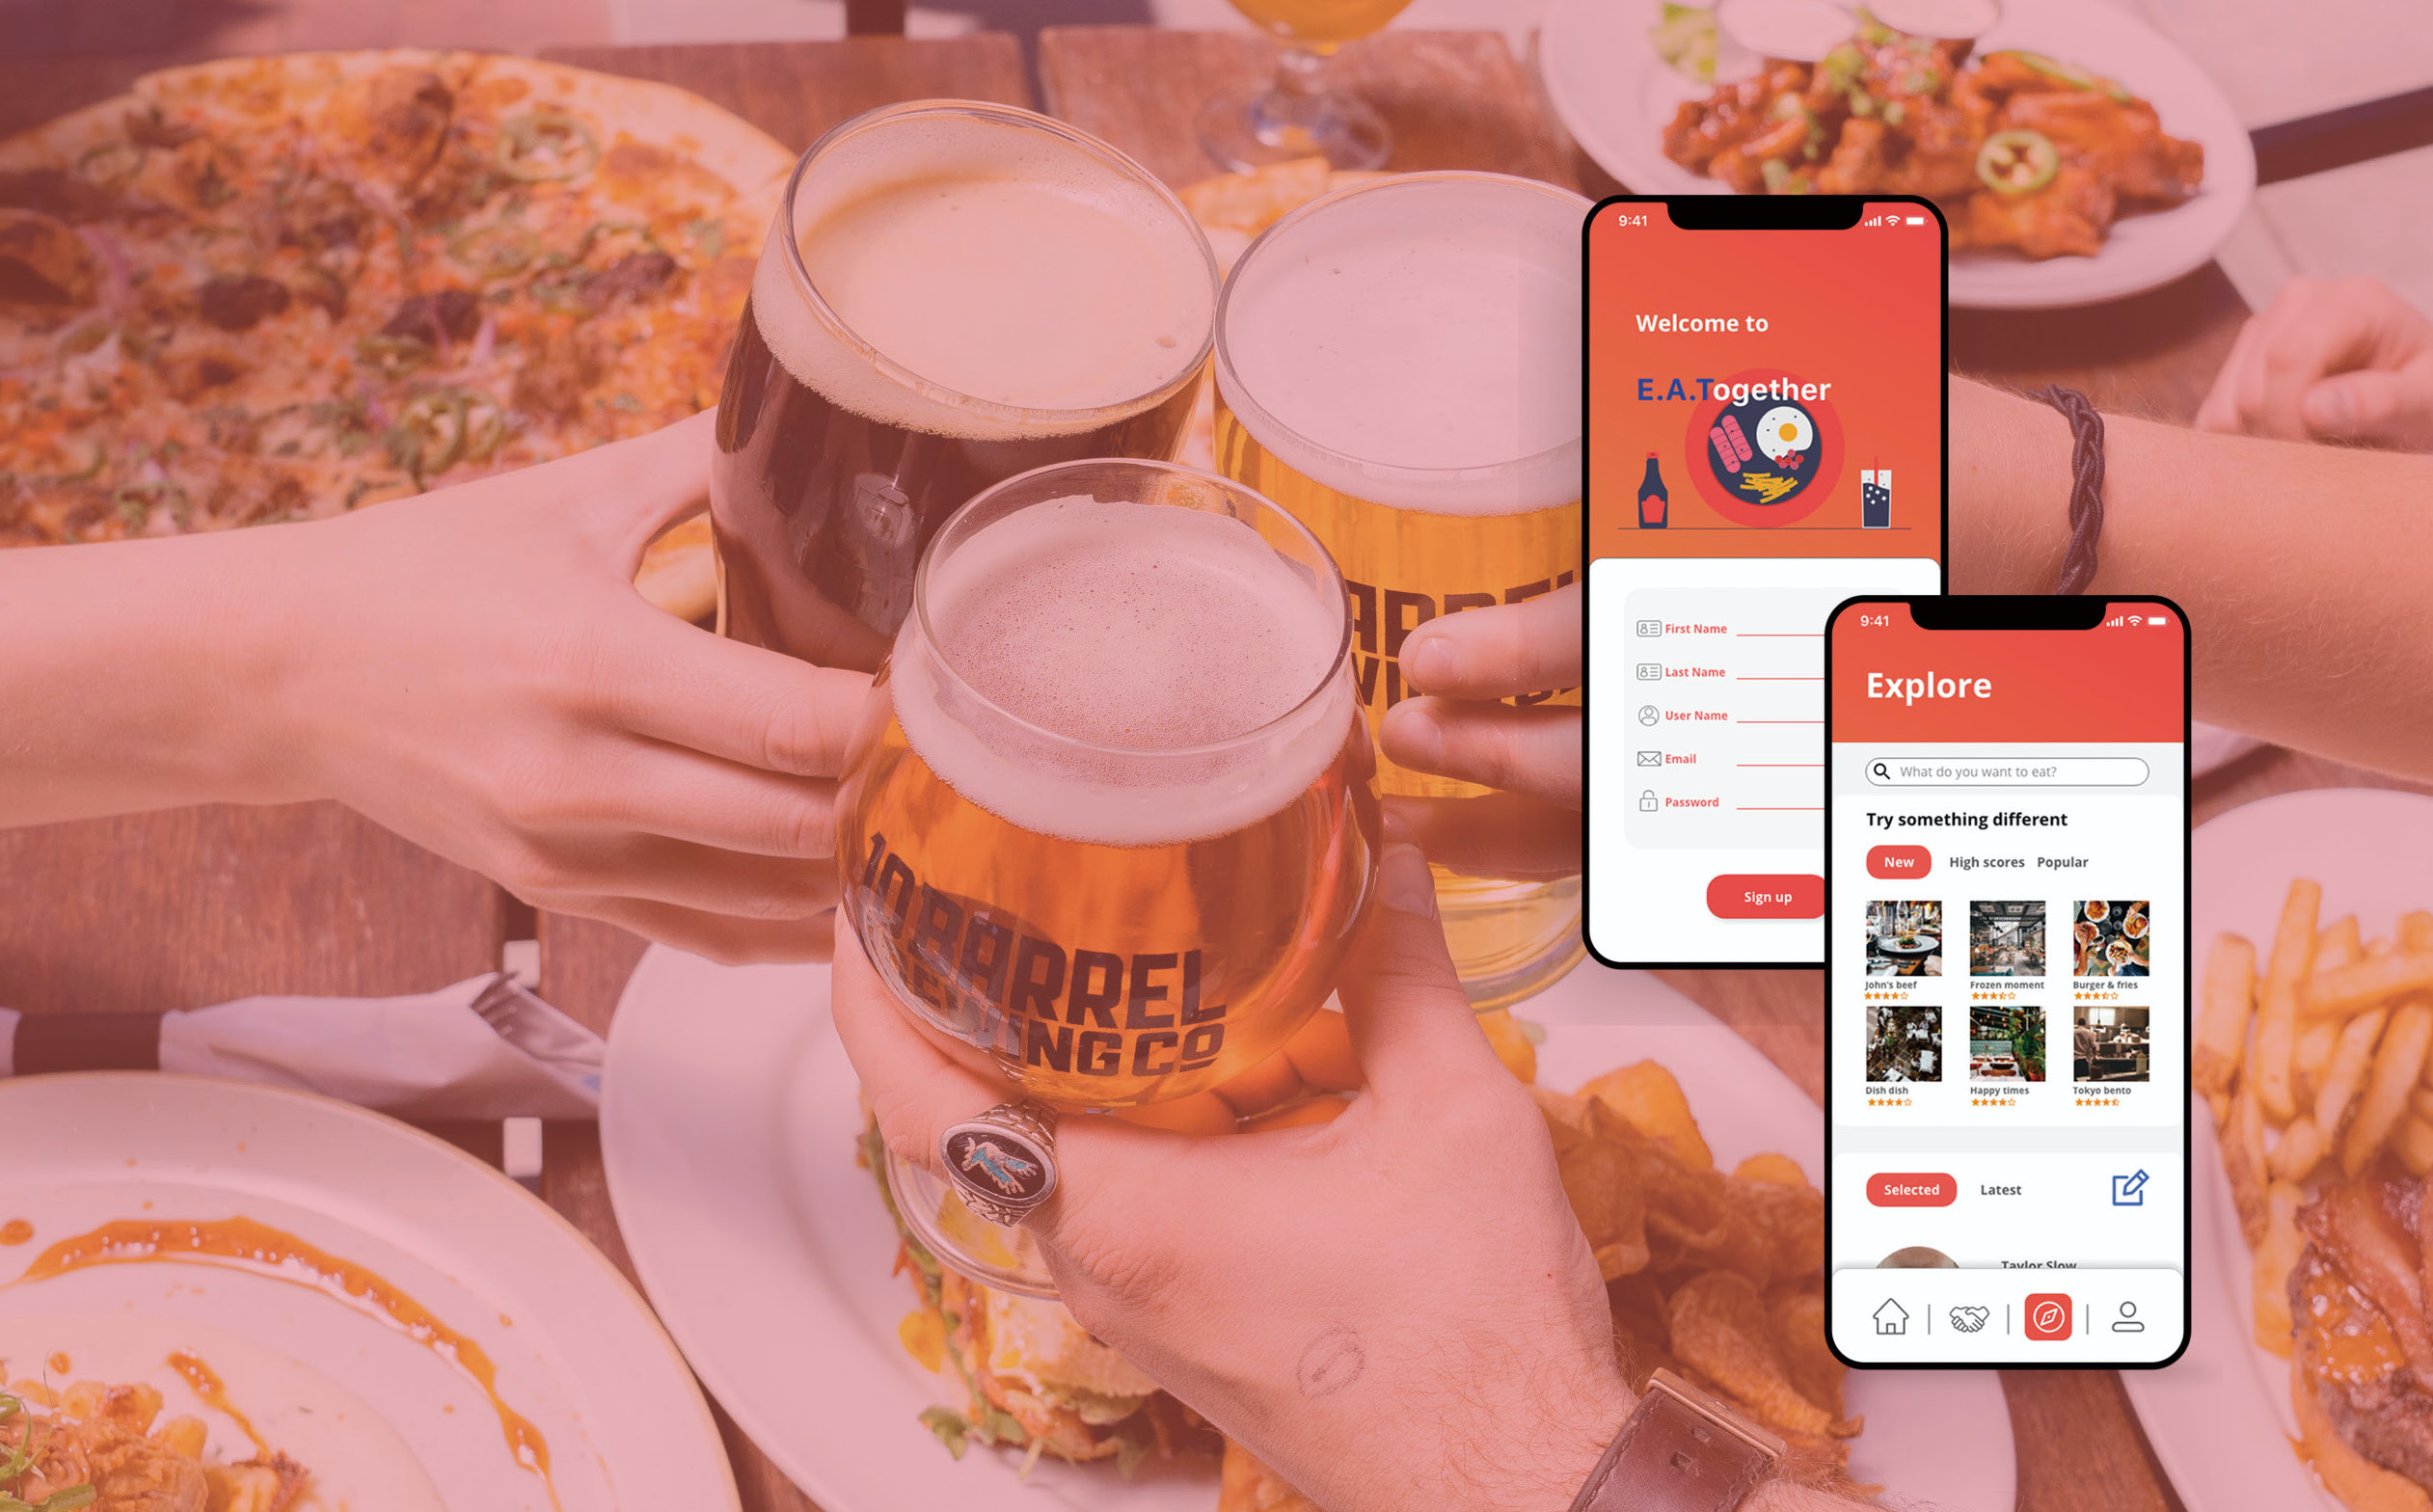 9:41
Welcome to
E.A.Together
First Name
Last Name
User Name
Email
Password
Sign up
9:41
Explore
What do you want to eat?
Try something different
New High scores Popular
John's beef Frozen moment Burger & fries
Dish dish Happy times Tokyo bento
Selected Latest
Taylor Slow
10 BARREL
BREWING CO